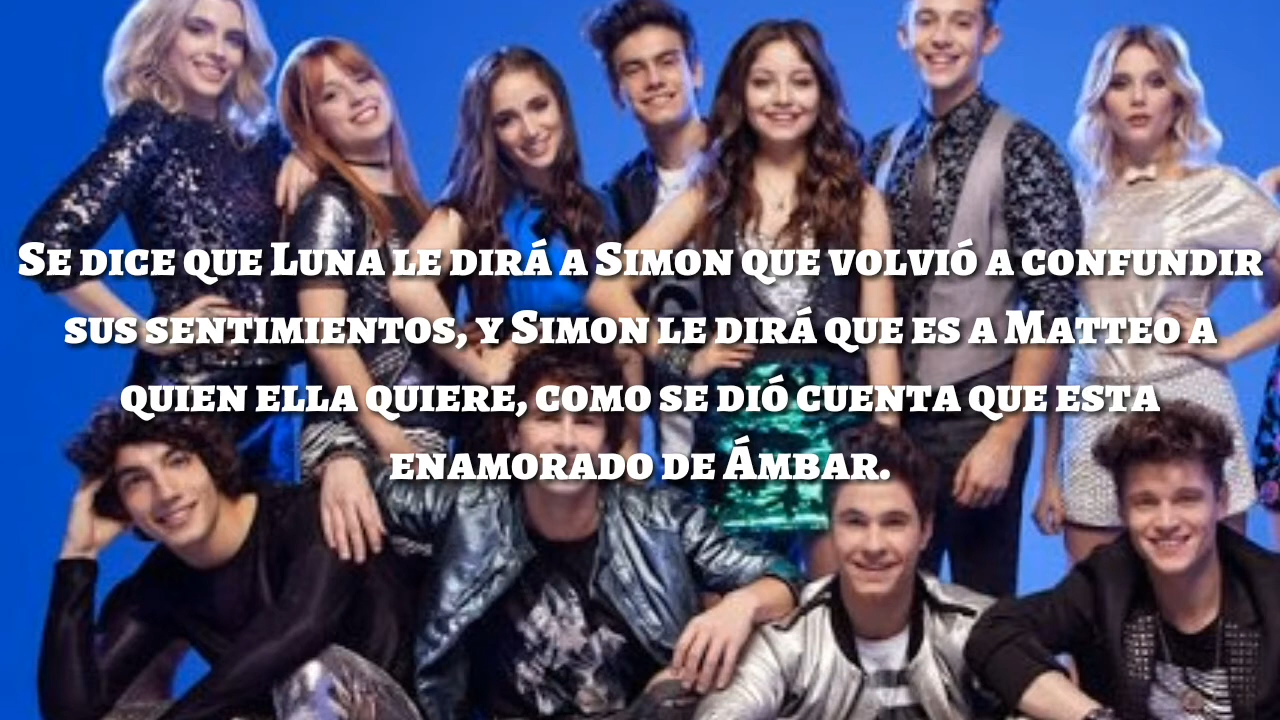 Se dice que Luna le dirá a Simon que volvió a confundir
sus sentimientos, y Simon le dirá que es a Matteo a
quien ella quiere, como se dió cuenta que esta
enamorado de Ámbar.